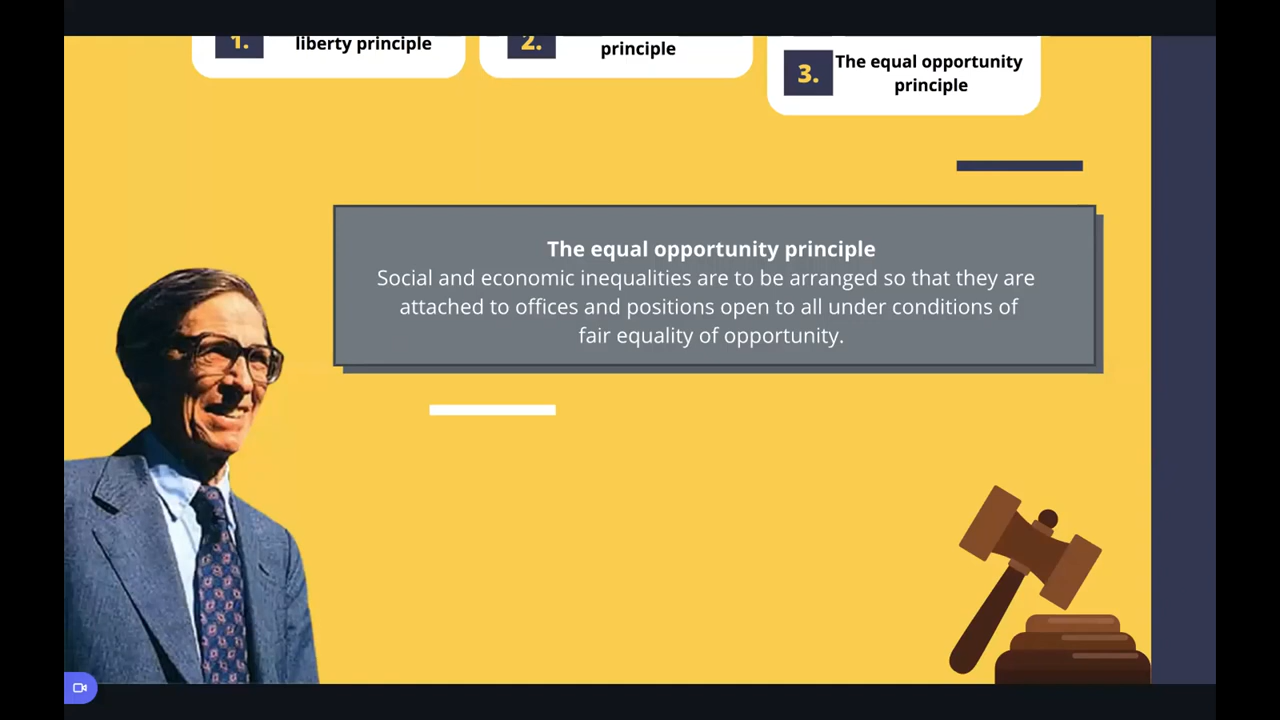 1.
liberty principle
2.
principle
3.
The equal opportunity
principle
The equal opportunity principle
Social and economic inequalities are to be arranged so that they are
attached to offices and positions open to all under conditions of
fair equality of opportunity.